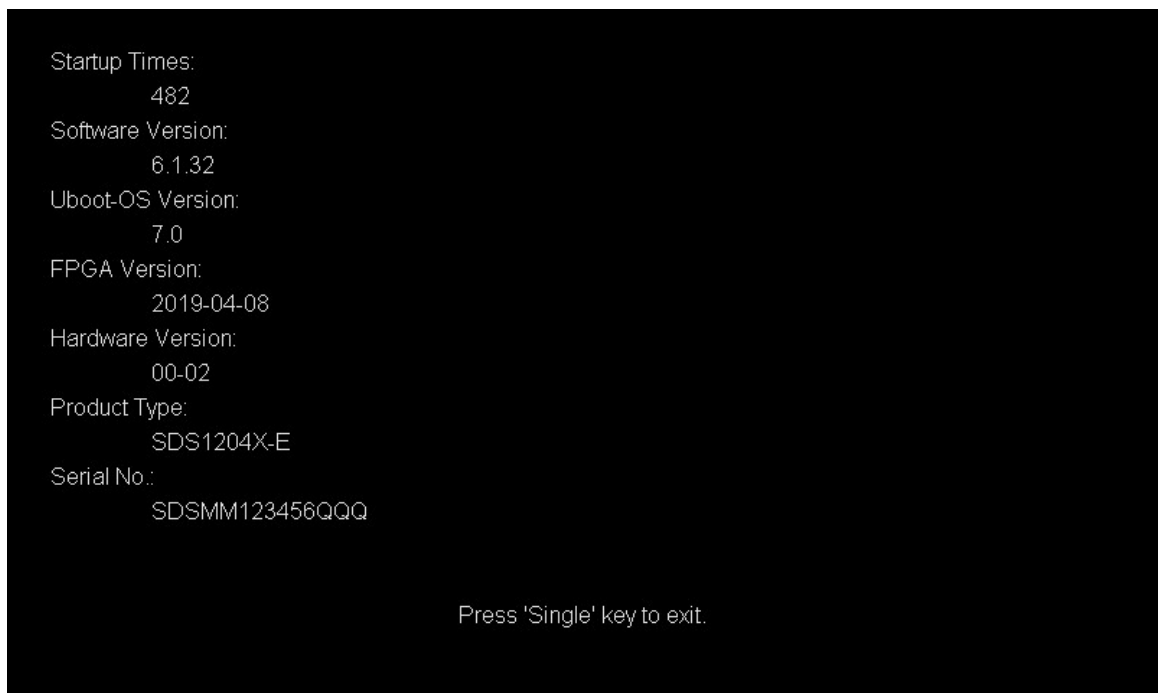 Startup Times:
482
Software Version:
6.1.32
Uboot-OS Version:
7.0
FPGA Version:
2019-04-08
Hardware Version:
00-02
Product Type:
SDS1204X-E
Serial No.:
SDSMM123456QQQ
Press 'Single' key to exit.